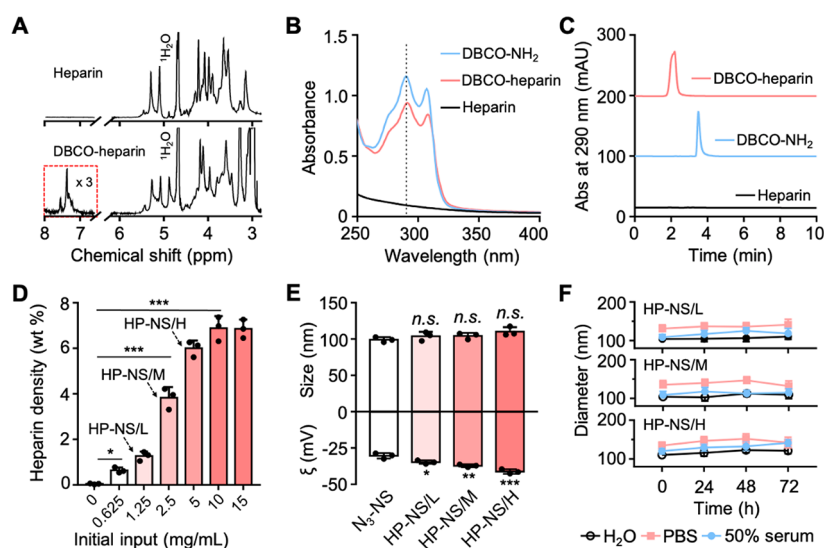 A
Heparin
¹H₂O
DBCO-heparin
¹H₂O
x 3
8 7 6 5 4 3
Chemical shift (ppm)
B
DBCO-NH₂
DBCO-heparin
Heparin
Absorbance
1.5
1.0
0.5
0.0
250 300 350 400
Wavelength (nm)
C
DBCO-heparin
DBCO-NH₂
Heparin
Abs at 290 nm (mAU)
300
200
100
0
0 2 4 6 8 10
Time (min)
D
Heparin density (wt %)
8
6
4
2
0
***
***
*
HP-NS/H
HP-NS/M
HP-NS/L
0 0.625 1.25 2.5 5 10 15
Initial input (mg/mL)
E
Size (nm)
150
100
50
0
n.s. n.s. n.s.
ξ (mV)
-25
-50
* ** ***
N₃-NS HP-NS/L HP-NS/M HP-NS/H
F
Diameter (nm)
HP-NS/L
100
HP-NS/M
100
HP-NS/H
100
0 24 48 72
Time (h)
H₂O PBS 50% serum